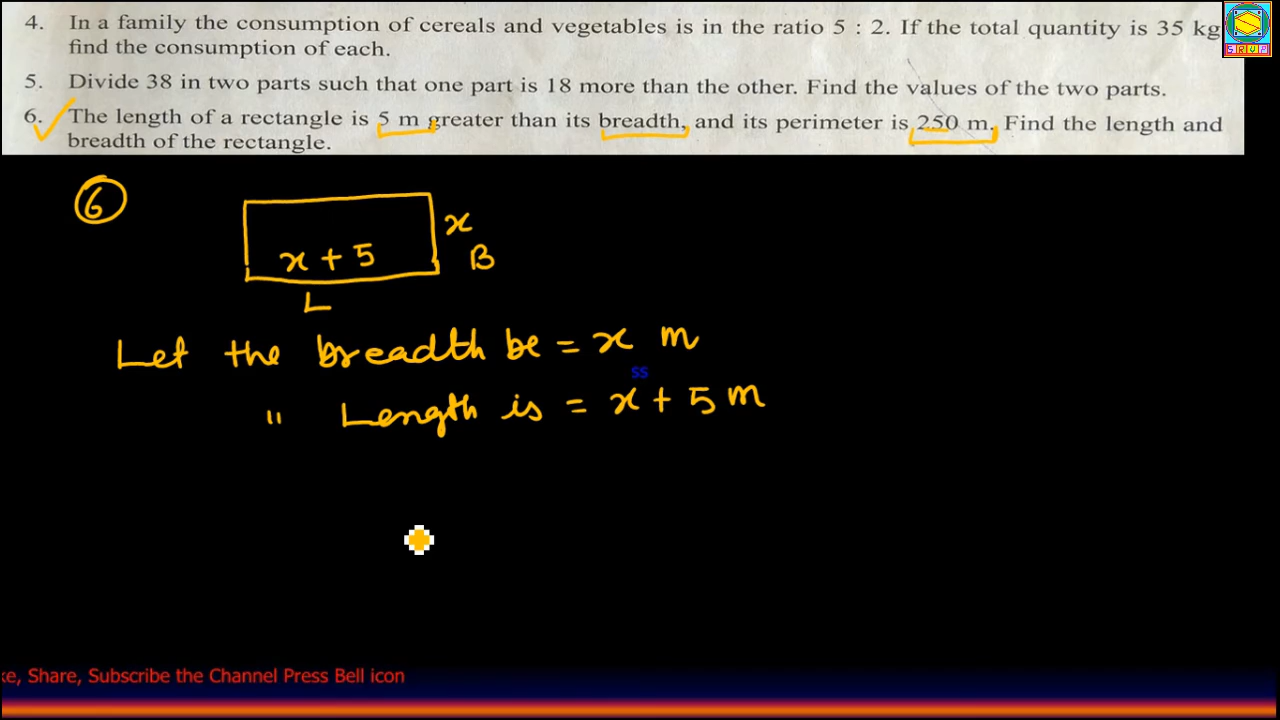 4. In a family the consumption of cereals and vegetables is in the ratio 5 : 2. If the total quantity is 35 kg
find the consumption of each.
5. Divide 38 in two parts such that one part is 18 more than the other. Find the values of the two parts.
6. The length of a rectangle is 5 m greater than its breadth, and its perimeter is 250 m. Find the length and
breadth of the rectangle.
SRUP
6
x
x + 5
B
L
Let the breadth be = x m
ss
" Length is = x + 5 m
ke, Share, Subscribe the Channel Press Bell icon